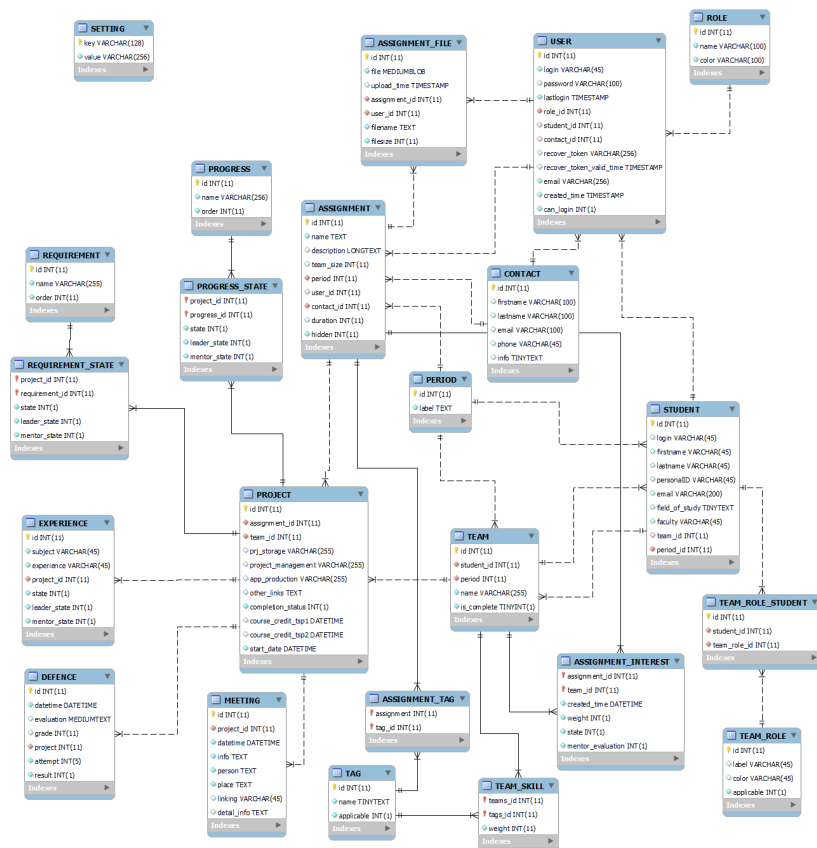 SETTING
key VARCHAR(128)
value VARCHAR(256)
Indexes
ASSIGNMENT_FILE
id INT(11)
file MEDIUMBLOB
upload_time TIMESTAMP
assignment_id INT(11)
user_id INT(11)
filename TEXT
filesize INT(11)
Indexes
USER
id INT(11)
login VARCHAR(45)
password VARCHAR(100)
lastlogin TIMESTAMP
role_id INT(11)
student_id INT(11)
contact_id INT(11)
recover_token VARCHAR(256)
recover_token_valid_time TIMESTAMP
email VARCHAR(256)
created_time TIMESTAMP
can_login INT(1)
Indexes
ROLE
id INT(11)
name VARCHAR(100)
color VARCHAR(100)
Indexes
PROGRESS
id INT(11)
name VARCHAR(256)
order INT(11)
Indexes
ASSIGNMENT
id INT(11)
name TEXT
description LONGTEXT
team_size INT(11)
period INT(11)
user_id INT(11)
contact_id INT(11)
duration INT(11)
hidden INT(11)
Indexes
REQUIREMENT
id INT(11)
name VARCHAR(255)
order INT(11)
Indexes
PROGRESS_STATE
project_id INT(11)
progress_id INT(11)
state INT(1)
leader_state INT(1)
mentor_state INT(1)
Indexes
CONTACT
id INT(11)
firstname VARCHAR(100)
lastname VARCHAR(100)
email VARCHAR(100)
phone VARCHAR(45)
info TINYTEXT
Indexes
REQUIREMENT_STATE
project_id INT(11)
requirement_id INT(11)
state INT(1)
leader_state INT(1)
mentor_state INT(1)
Indexes
PERIOD
id INT(11)
label TEXT
Indexes
STUDENT
id INT(11)
login VARCHAR(45)
firstname VARCHAR(45)
lastname VARCHAR(45)
personalID VARCHAR(45)
email VARCHAR(200)
field_of_study TINYTEXT
faculty VARCHAR(45)
team_id INT(11)
period_id INT(11)
Indexes
PROJECT
id INT(11)
assignment_id INT(11)
team_id INT(11)
prj_storage VARCHAR(255)
project_management VARCHAR(255)
app_production VARCHAR(255)
other_links TEXT
completion_status INT(1)
course_credit_tsp1 DATETIME
course_credit_tsp2 DATETIME
start_date DATETIME
Indexes
EXPERIENCE
id INT(11)
subject VARCHAR(45)
experience VARCHAR(45)
project_id INT(11)
state INT(1)
leader_state INT(1)
mentor_state INT(1)
Indexes
TEAM
id INT(11)
student_id INT(11)
period INT(11)
name VARCHAR(255)
is_complete TINYINT(1)
Indexes
TEAM_ROLE_STUDENT
id INT(11)
student_id INT(11)
team_role_id INT(11)
Indexes
DEFENCE
id INT(11)
datetime DATETIME
evaluation MEDIUMTEXT
grade INT(11)
project INT(11)
attempt INT(5)
result INT(1)
Indexes
MEETING
id INT(11)
project_id INT(11)
datetime DATETIME
info TEXT
person TEXT
place TEXT
linking VARCHAR(45)
detail_info TEXT
Indexes
ASSIGNMENT_TAG
assignment INT(11)
tag_id INT(11)
Indexes
ASSIGNMENT_INTEREST
assignment_id INT(11)
team_id INT(11)
created_time DATETIME
weight INT(1)
state INT(1)
mentor_evaluation INT(1)
Indexes
TEAM_ROLE
id INT(11)
label VARCHAR(45)
color VARCHAR(45)
applicable INT(1)
Indexes
TAG
id INT(11)
name TINYTEXT
applicable INT(1)
Indexes
TEAM_SKILL
teams_id INT(11)
tags_id INT(11)
weight INT(11)
Indexes